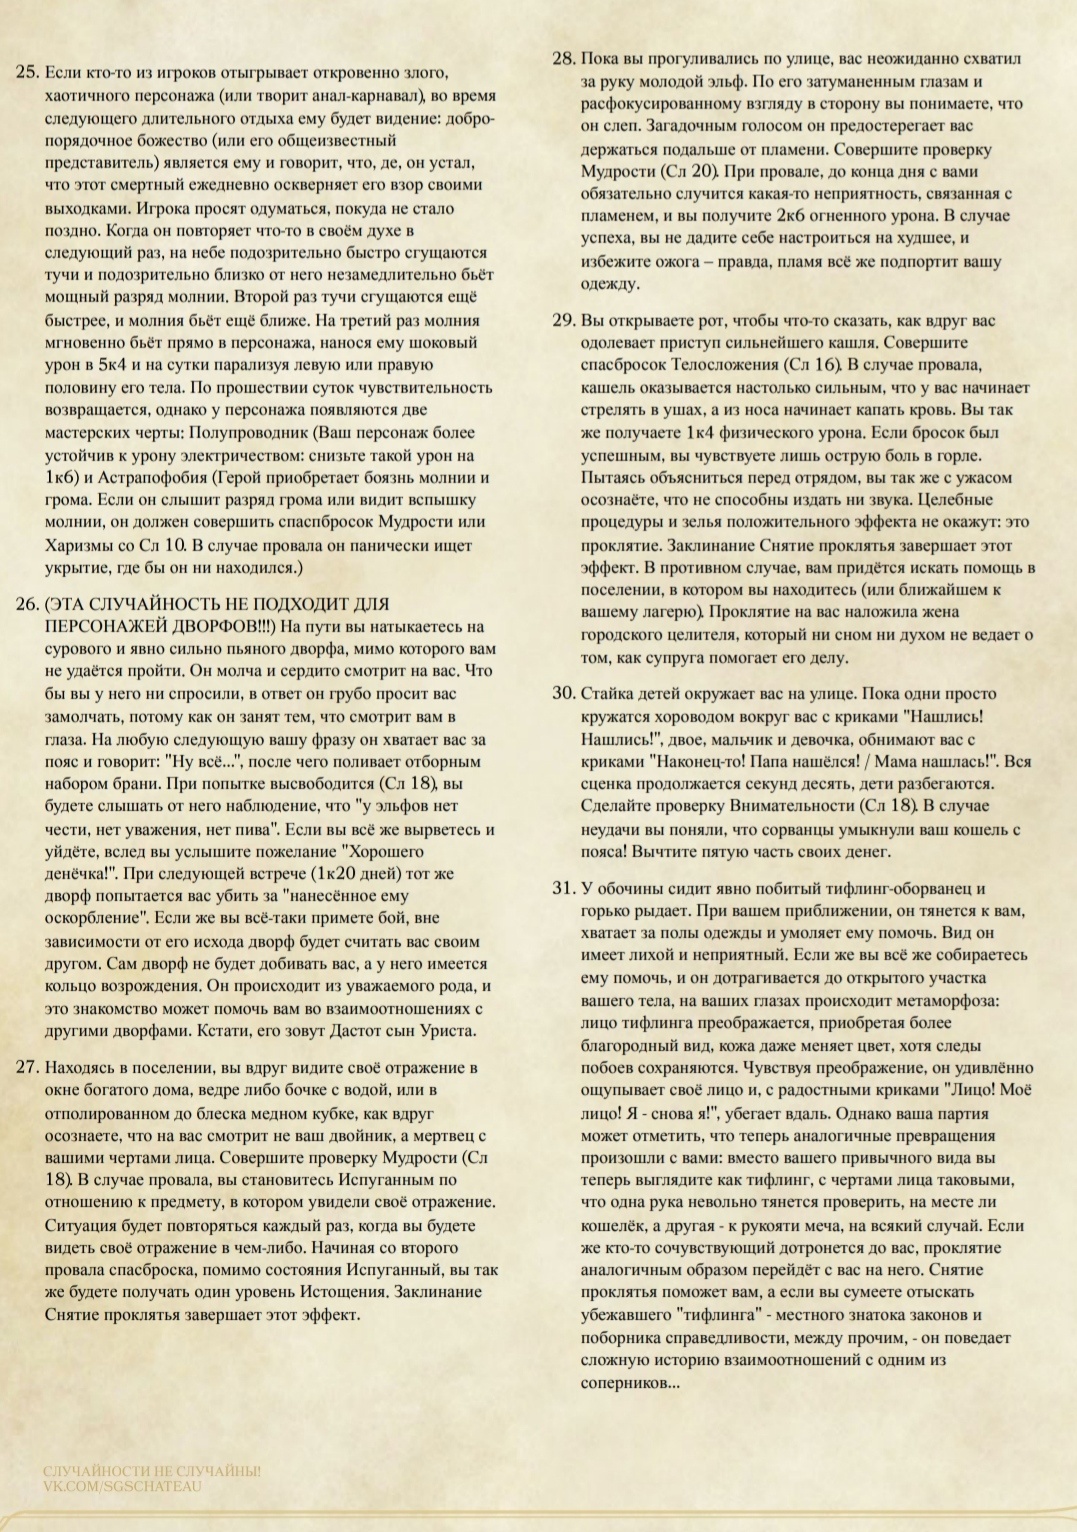 25. Если кто-то из игроков отыгрывает откровенно злого,
хаотичного персонажа (или творит анал-карнавал), во время
следующего длительного отдыха ему будет видение: добро-
порядочное божество (или его общеизвестный
представитель) является ему и говорит, что, де, он устал,
что этот смертный ежедневно оскверняет его взор своими
выходками. Игрока просят одуматься, покуда не стало
поздно. Когда он повторяет что-то в своём духе в
следующий раз, на небе подозрительно быстро сгущаются
тучи и подозрительно близко от него незамедлительно бьёт
мощный разряд молнии. Второй раз тучи сгущаются ещё
быстрее, и молния бьёт ещё ближе. На третий раз молния
мгновенно бьёт прямо в персонажа, нанося ему шоковый
урон в 5к4 и на сутки парализуя левую или правую
половину его тела. По прошествии суток чувствительность
возвращается, однако у персонажа появляются две
мастерских черты: Полупроводник (Ваш персонаж более
устойчив к урону электричеством: снизьте такой урон на
1к6) и Астрапофобия (Герой приобретает боязнь молнии и
грома. Если он слышит разряд грома или видит вспышку
молнии, он должен совершить спаспбросок Мудрости или
Харизмы со Сл 10. В случае провала он панически ищет
укрытие, где бы он ни находился.)
26. (ЭТА СЛУЧАЙНОСТЬ НЕ ПОДХОДИТ ДЛЯ
ПЕРСОНАЖЕЙ ДВОРФОВ!!!) На пути вы натыкаетесь на
сурового и явно сильно пьяного дворфа, мимо которого вам
не удаётся пройти. Он молча и сердито смотрит на вас. Что
бы вы у него ни спросили, в ответ он грубо просит вас
замолчать, потому как он занят тем, что смотрит вам в
глаза. На любую следующую вашу фразу он хватает вас за
пояс и говорит: "Ну всё...", после чего поливает отборным
набором брани. При попытке высвободится (Сл 18), вы
будете слышать от него наблюдение, что "у эльфов нет
чести, нет уважения, нет пива". Если вы всё же вырветесь и
уйдёте, вслед вы услышите пожелание "Хорошего
денёчка!". При следующей встрече (1к20 дней) тот же
дворф попытается вас убить за "нанесённое ему
оскорбление". Если же вы всё-таки примете бой, вне
зависимости от его исхода дворф будет считать вас своим
другом. Сам дворф не будет добивать вас, а у него имеется
кольцо возрождения. Он происходит из уважаемого рода, и
это знакомство может помочь вам во взаимоотношениях с
другими дворфами. Кстати, его зовут Дастот сын Уриста.
27. Находясь в поселении, вы вдруг видите своё отражение в
окне богатого дома, ведре либо бочке с водой, или в
отполированном до блеска медном кубке, как вдруг
осознаете, что на вас смотрит не ваш двойник, а мертвец с
вашими чертами лица. Совершите проверку Мудрости (Сл
18). В случае провала, вы становитесь Испуганным по
отношению к предмету, в котором увидели своё отражение.
Ситуация будет повторяться каждый раз, когда вы будете
видеть своё отражение в чем-либо. Начиная со второго
провала спасброска, помимо состояния Испуганный, вы так
же будете получать один уровень Истощения. Заклинание
Снятие проклятья завершает этот эффект.
28. Пока вы прогуливались по улице, вас неожиданно схватил
за руку молодой эльф. По его затуманенным глазам и
расфокусированному взгляду в сторону вы понимаете, что
он слеп. Загадочным голосом он предостерегает вас
держаться подальше от пламени. Совершите проверку
Мудрости (Сл 20). При провале, до конца дня с вами
обязательно случится какая-то неприятность, связанная с
пламенем, и вы получите 2к6 огненного урона. В случае
успеха, вы не дадите себе настроиться на худшее, и
избежите ожога – правда, пламя всё же подпортит вашу
одежду.
29. Вы открываете рот, чтобы что-то сказать, как вдруг вас
одолевает приступ сильнейшего кашля. Совершите
спасбросок Телосложения (Сл 16). В случае провала,
кашель оказывается настолько сильным, что у вас начинает
стрелять в ушах, а из носа начинает капать кровь. Вы так
же получаете 1к4 физического урона. Если бросок был
успешным, вы чувствуете лишь острую боль в горле.
Пытаясь объясниться перед отрядом, вы так же с ужасом
осознаёте, что не способны издать ни звука. Целебные
процедуры и зелья положительного эффекта не окажут: это
проклятие. Заклинание Снятие проклятья завершает этот
эффект. В противном случае, вам придётся искать помощь в
поселении, в котором вы находитесь (или ближайшем к
вашему лагерю). Проклятие на вас наложила жена
городского целителя, который ни сном ни духом не ведает о
том, как супруга помогает его делу.
30. Стайка детей окружает вас на улице. Пока одни просто
кружатся хороводом вокруг вас с криками "Нашлись!
Нашлись!", двое, мальчик и девочка, обнимают вас с
криками "Наконец-то! Папа нашёлся! / Мама нашлась!". Вся
сценка продолжается секунд десять, дети разбегаются.
Сделайте проверку Внимательности (Сл 18). В случае
неудачи вы поняли, что сорванцы умыкнули ваш кошель с
пояса! Вычтите пятую часть своих денег.
31. У обочины сидит явно побитый тифлинг-оборванец и
горько рыдает. При вашем приближении, он тянется к вам,
хватает за полы одежды и умоляет ему помочь. Вид он
имеет лихой и неприятный. Если же вы всё же собираетесь
ему помочь, и он дотрагивается до открытого участка
вашего тела, на ваших глазах происходит метаморфоза:
лицо тифлинга преображается, приобретая более
благородный вид, кожа даже меняет цвет, хотя следы
побоев сохраняются. Чувствуя преображение, он удивлённо
ощупывает своё лицо и, с радостными криками "Лицо! Моё
лицо! Я - снова я!", убегает вдаль. Однако ваша партия
может отметить, что теперь аналогичные превращения
произошли с вами: вместо вашего привычного вида вы
теперь выглядите как тифлинг, с чертами лица таковыми,
что одна рука невольно тянется проверить, на месте ли
кошелёк, а другая - к рукояти меча, на всякий случай. Если
же кто-то сочувствующий дотронется до вас, проклятие
аналогичным образом перейдёт с вас на него. Снятие
проклятья поможет вам, а если вы сумеете отыскать
убежавшего "тифлинга" - местного знатока законов и
поборника справедливости, между прочим, - он поведает
сложную историю взаимоотношений с одним из
соперников...
СЛУЧАЙНОСТИ НЕ СЛУЧАЙНЫ!
VK.COM/SGSCHATEAU